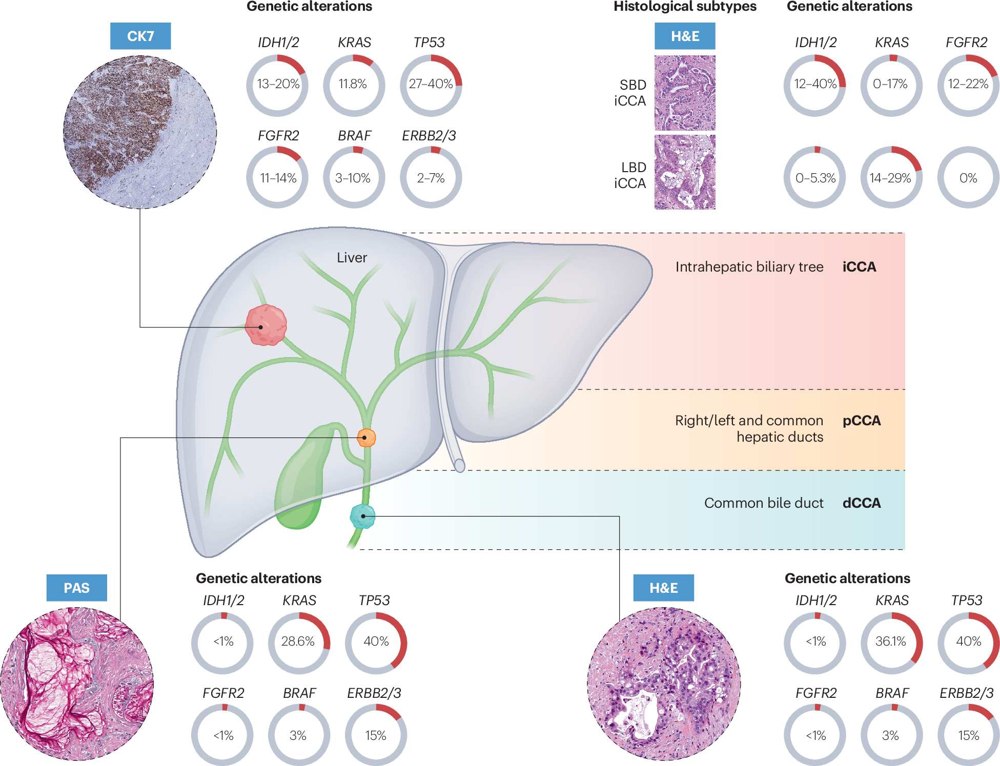 Genetic alterations
CK7
IDH1/2 KRAS TP53
13–20% 11.8% 27–40%
FGFR2 BRAF ERBB2/3
11–14% 3–10% 2–7%
Histological subtypes Genetic alterations
H&E
IDH1/2 KRAS FGFR2
SBD
iCCA
12–40% 0–17% 12–22%
LBD
iCCA
0–5.3% 14–29% 0%
Liver
Intrahepatic biliary tree iCCA
Right/left and common pCCA
hepatic ducts
Common bile duct dCCA
PAS
Genetic alterations
IDH1/2 KRAS TP53
<1% 28.6% 40%
FGFR2 BRAF ERBB2/3
<1% 3% 15%
H&E
Genetic alterations
IDH1/2 KRAS TP53
<1% 36.1% 40%
FGFR2 BRAF ERBB2/3
<1% 3% 15%